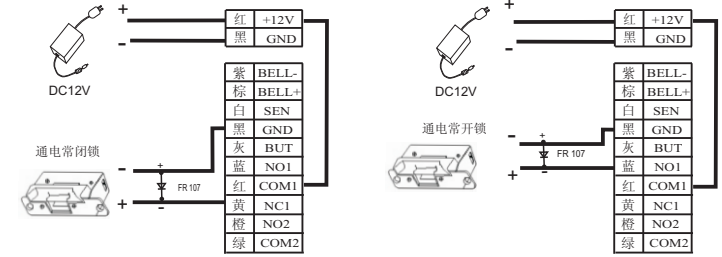 +
-
DC12V
红 +12V
黑 GND
紫 BELL-
棕 BELL+
白 SEN
黑 GND
灰 BUT
蓝 NO1
红 COM1
黄 NC1
橙 NO2
绿 COM2
通电常闭锁
-
+
+
FR 107
-
+
-
DC12V
红 +12V
黑 GND
紫 BELL-
棕 BELL+
白 SEN
黑 GND
灰 BUT
蓝 NO1
红 COM1
黄 NC1
橙 NO2
绿 COM2
通电常开锁
-
+
+
FR 107
-